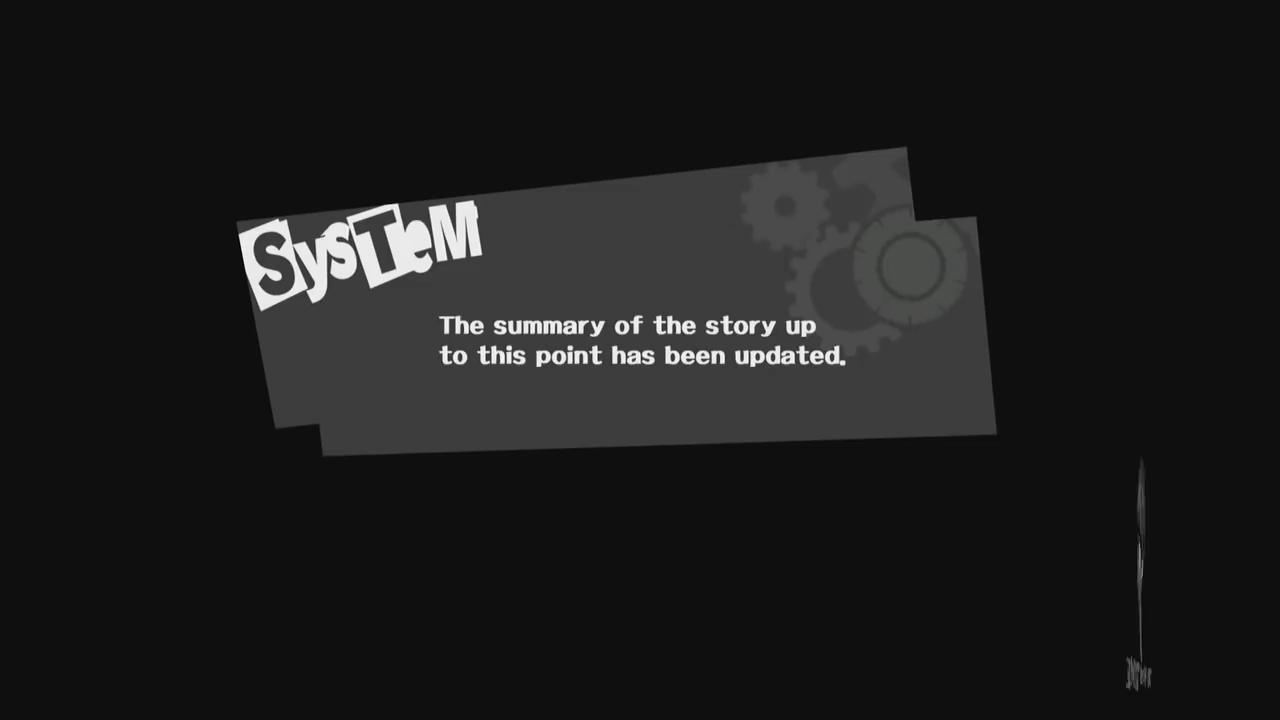 SysTeM
The summary of the story up
to this point has been updated.